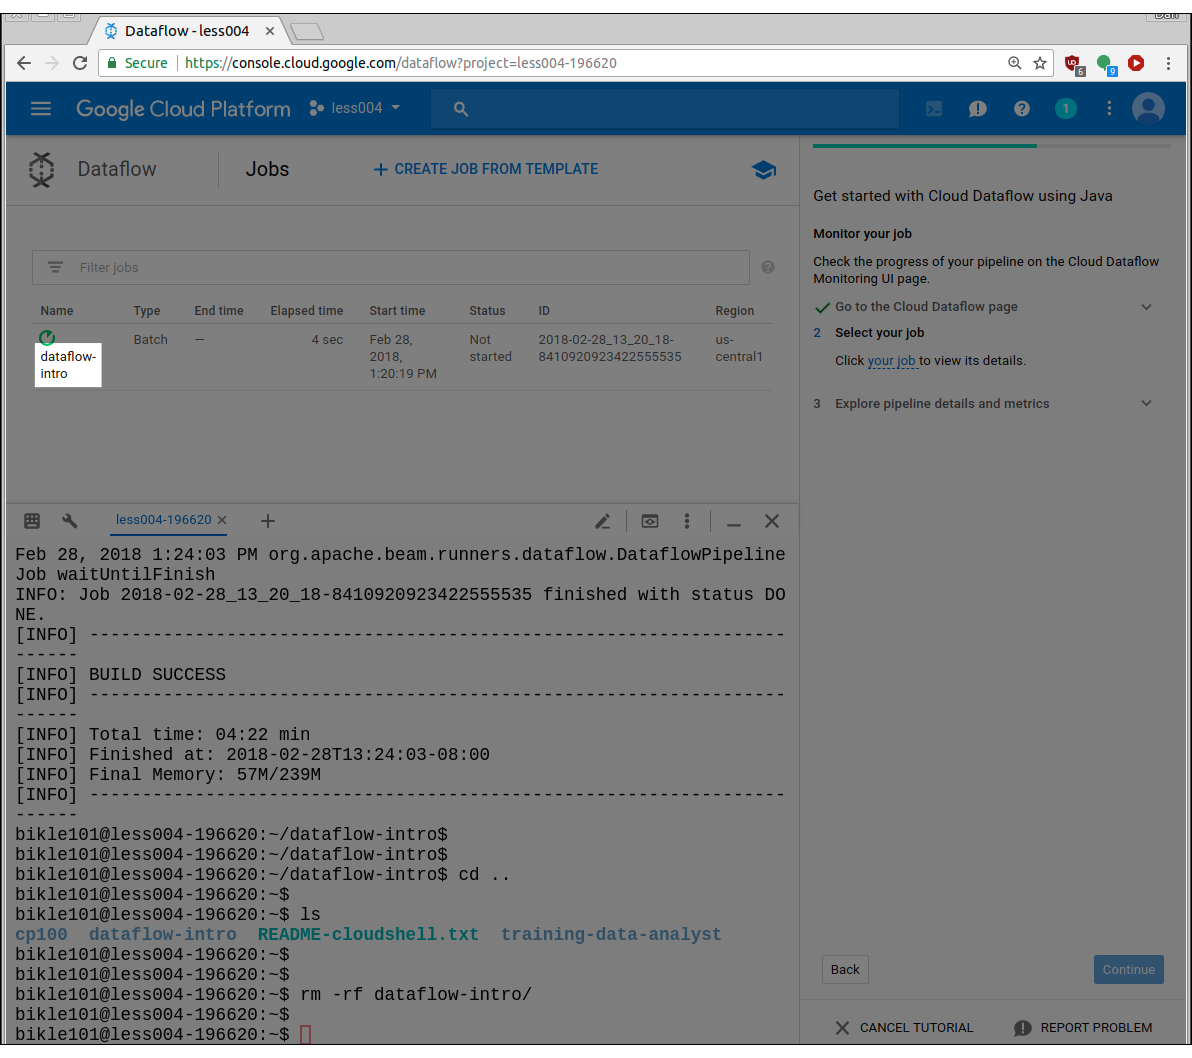 Dan
Dataflow - less004
Secure https://console.cloud.google.com/dataflow?project=less004-196620
6
9
Google Cloud Platform less004
1
Dataflow Jobs CREATE JOB FROM TEMPLATE
Filter jobs
Name Type End time Elapsed time Start time Status ID Region
dataflow-
intro
Batch
—
4 sec
Feb 28,
2018,
1:20:19 PM
Not
started
2018-02-28_13_20_18-
8410920923422555535
us-
central1
Get started with Cloud Dataflow using Java
Monitor your job
Check the progress of your pipeline on the Cloud Dataflow
Monitoring UI page.
Go to the Cloud Dataflow page
2 Select your job
Click your job to view its details.
3 Explore pipeline details and metrics
Back Continue
CANCEL TUTORIAL REPORT PROBLEM
less004-196620
Feb 28, 2018 1:24:03 PM org.apache.beam.runners.dataflow.DataflowPipeline
Job waitUntilFinish
INFO: Job 2018-02-28_13_20_18-8410920923422555535 finished with status DO
NE.
[INFO] ------------------------------------------------------------------
------
[INFO] BUILD SUCCESS
[INFO] ------------------------------------------------------------------
------
[INFO] Total time: 04:22 min
[INFO] Finished at: 2018-02-28T13:24:03-08:00
[INFO] Final Memory: 57M/239M
[INFO] ------------------------------------------------------------------
------
bikle101@less004-196620:~/dataflow-intro$
bikle101@less004-196620:~/dataflow-intro$
bikle101@less004-196620:~/dataflow-intro$ cd ..
bikle101@less004-196620:~$
bikle101@less004-196620:~$ ls
cp100 dataflow-intro README-cloudshell.txt training-data-analyst
bikle101@less004-196620:~$
bikle101@less004-196620:~$
bikle101@less004-196620:~$ rm -rf dataflow-intro/
bikle101@less004-196620:~$
bikle101@less004-196620:~$